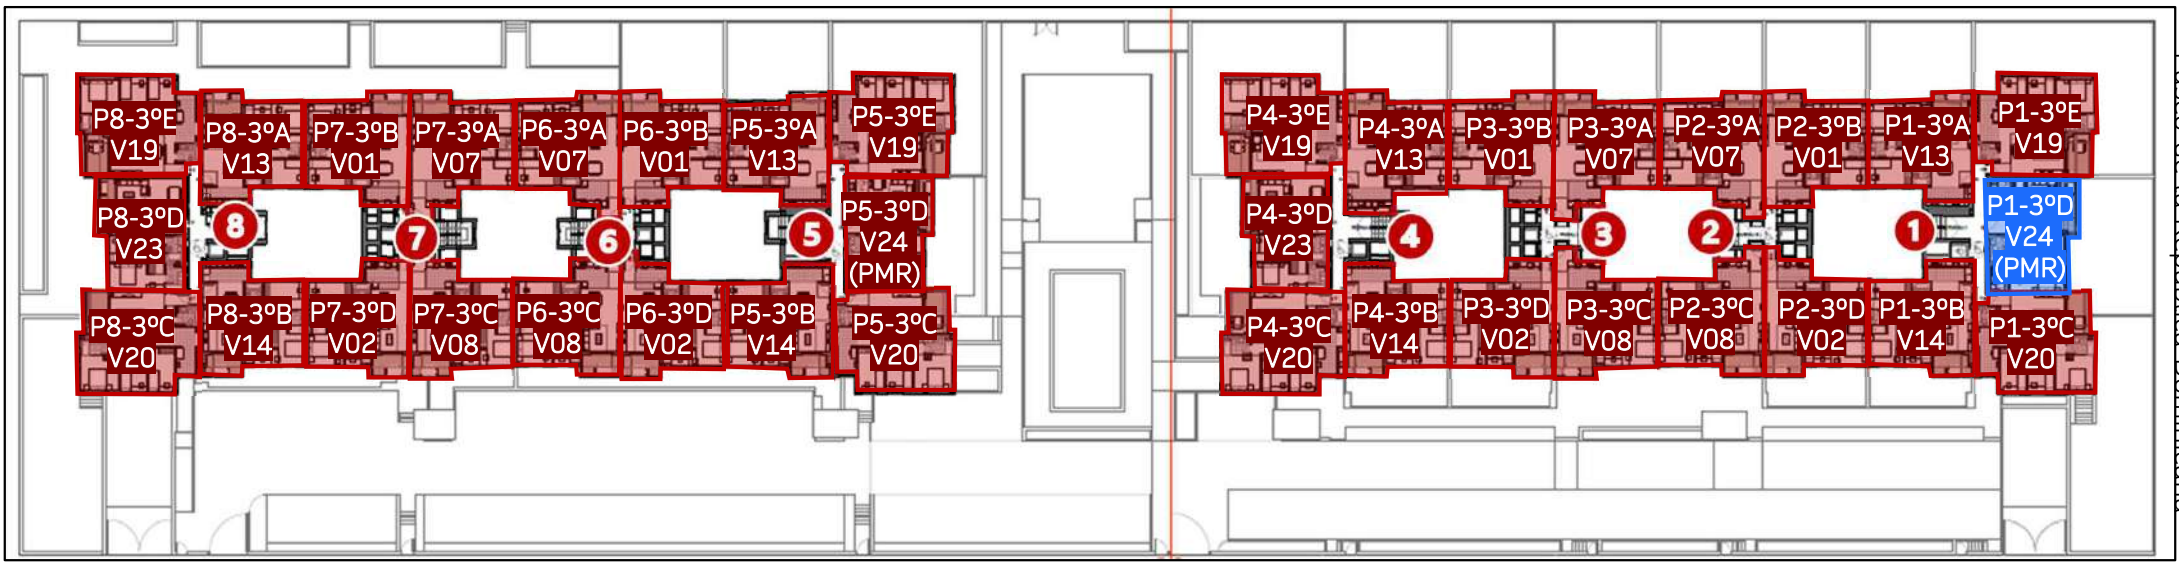 P8-3ºE
V19
P8-3ºA
V13
P7-3ºB
V01
P7-3ºA
V07
P6-3ºA
V07
P6-3ºB
V01
P5-3ºA
V13
P5-3ºE
V19
P4-3ºE
V19
P4-3ºA
V13
P3-3ºB
V01
P3-3ºA
V07
P2-3ºA
V07
P2-3ºB
V01
P1-3ºA
V13
P1-3ºE
V19
P8-3ºD
V23
8
7
6
5
P5-3ºD
V24
(PMR)
P4-3ºD
V23
4
3
2
1
P1-3ºD
V24
(PMR)
P8-3ºC
V20
P8-3ºB
V14
P7-3ºD
V02
P7-3ºC
V08
P6-3ºC
V08
P6-3ºD
V02
P5-3ºB
V14
P5-3ºC
V20
P4-3ºC
V20
P4-3ºB
V14
P3-3ºD
V02
P3-3ºC
V08
P2-3ºC
V08
P2-3ºD
V02
P1-3ºB
V14
P1-3ºC
V20